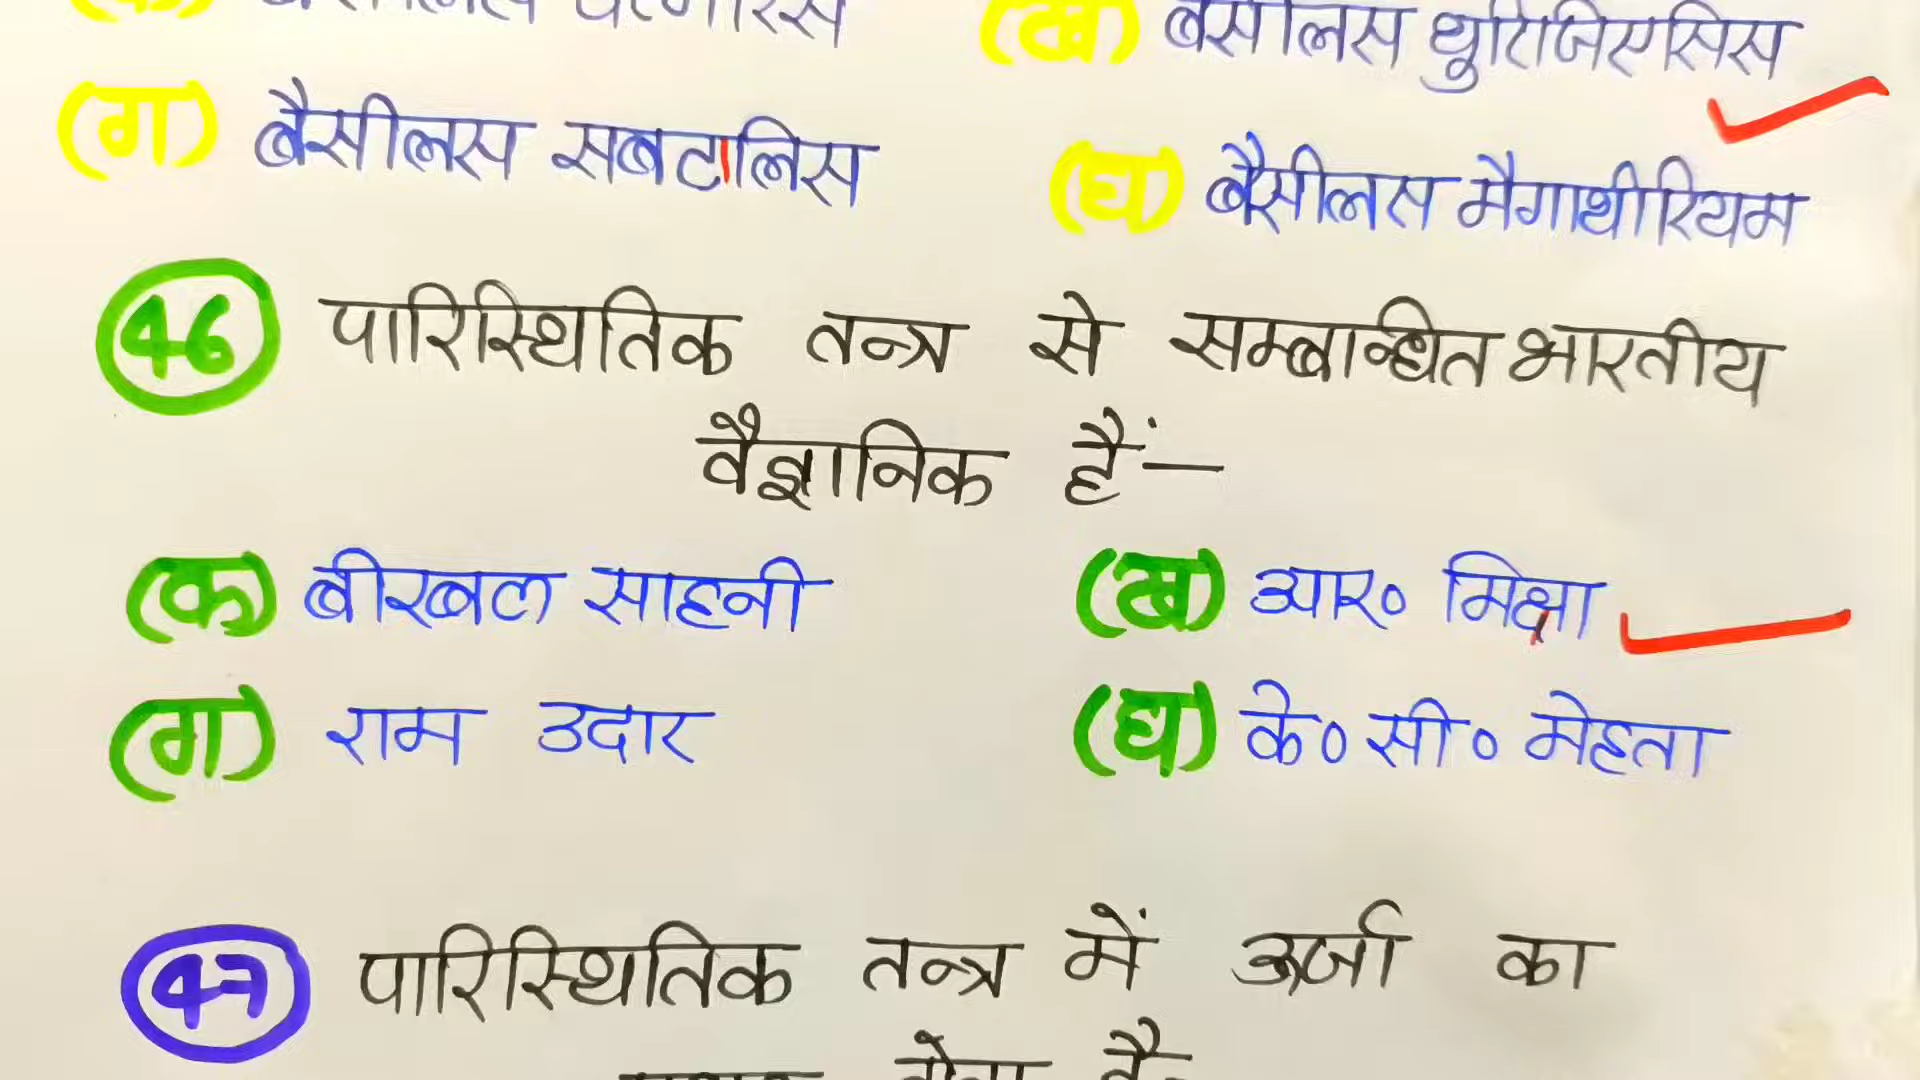 (ख) बैसीलस थुरिंजिएंसिस
(ग) बैसीलस सबटालिस (घ) बैसीलस मैगाथीरियम
46 पारिस्थितिक तन्त्र से सम्बान्धित भारतीय
वैज्ञानिक हैं–
(क) बीरबल साहनी (ख) आर० मिश्रा
(ग) राम उदार (घ) के० सी० मेहता
47 पारिस्थितिक तन्त्र में ऊर्जा का
होता है-